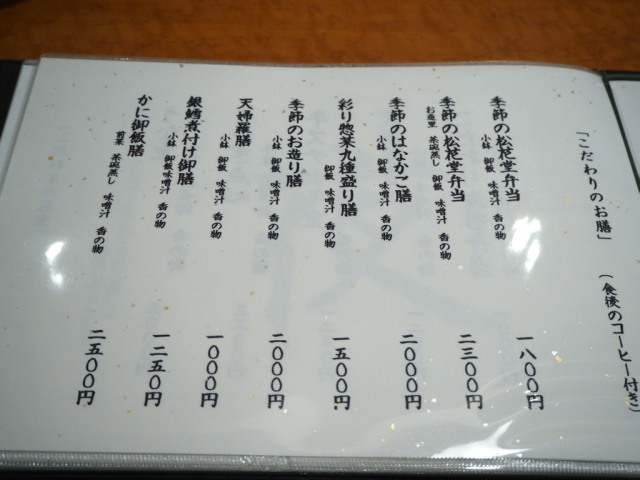 「こだわりのお膳」
(食後のコーヒー付き)
季節の松花堂弁当
小鉢 御飯 味噌汁 香の物
一八〇〇円
季節の松花堂弁当
お造里 茶碗蒸し 御飯 味噌汁 香の物
二三〇〇円
季節のはなかご膳
小鉢 御飯 味噌汁 香の物
二〇〇〇円
彩り惣菜九種盛り膳
御飯 味噌汁 香の物
一五〇〇円
季節のお造り膳
小鉢 御飯 味噌汁 香の物
二〇〇〇円
天婦羅膳
小鉢 御飯 味噌汁 香の物
一〇〇〇円
銀鱈煮付け御膳
小鉢 御飯 味噌汁 香の物
一二五〇円
かに御飯膳
前菜 茶碗蒸し 味噌汁 香の物
二五〇〇円